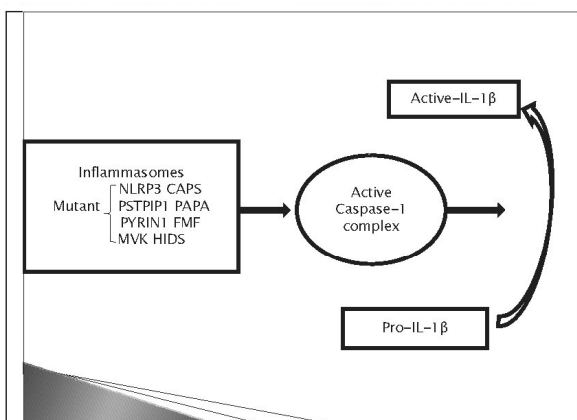 Inflammasomes
NLRP3 CAPS
Mutant PSTPIP1 PAPA
PYRIN1 FMF
MVK HIDS
Active
Caspase-1
complex
Active-IL-1β
Pro-IL-1β